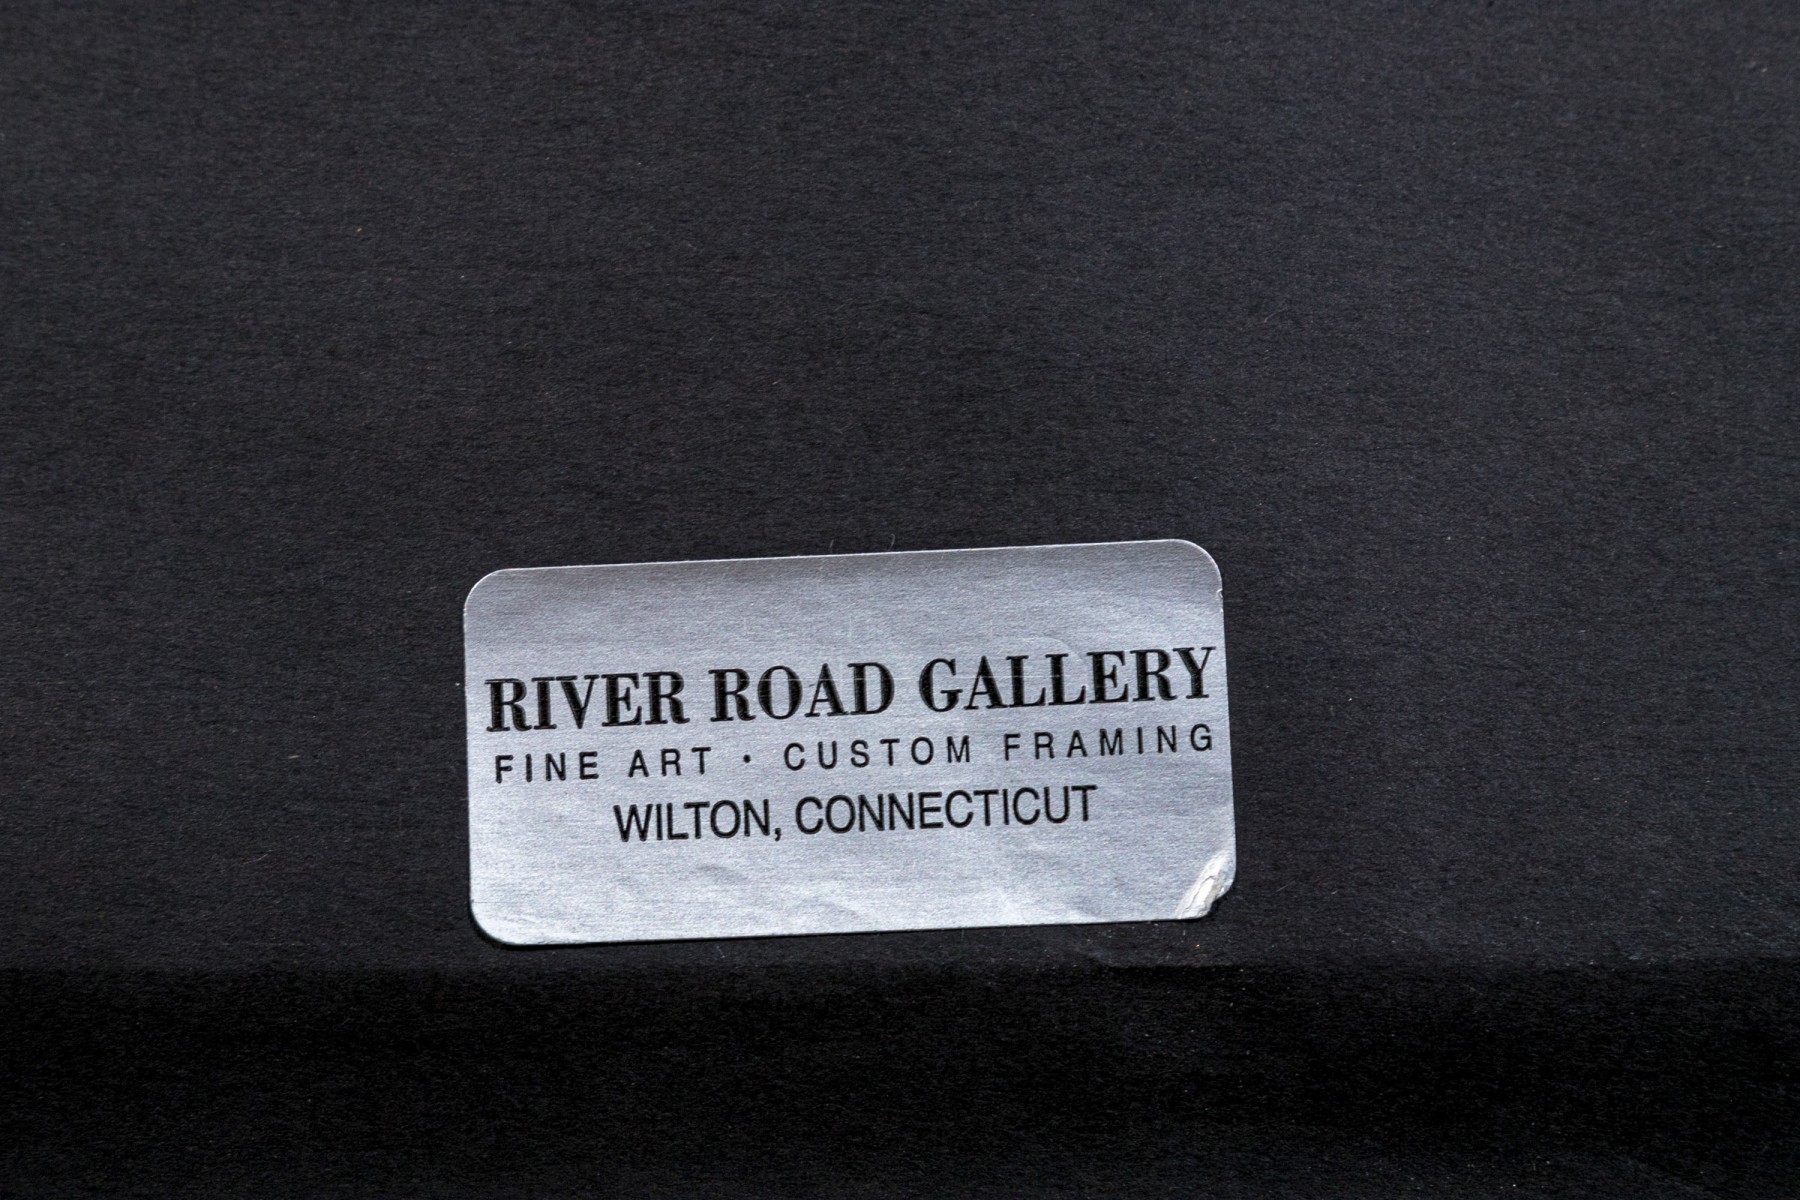 RIVER ROAD GALLERY
FINE ART · CUSTOM FRAMING
WILTON, CONNECTICUT